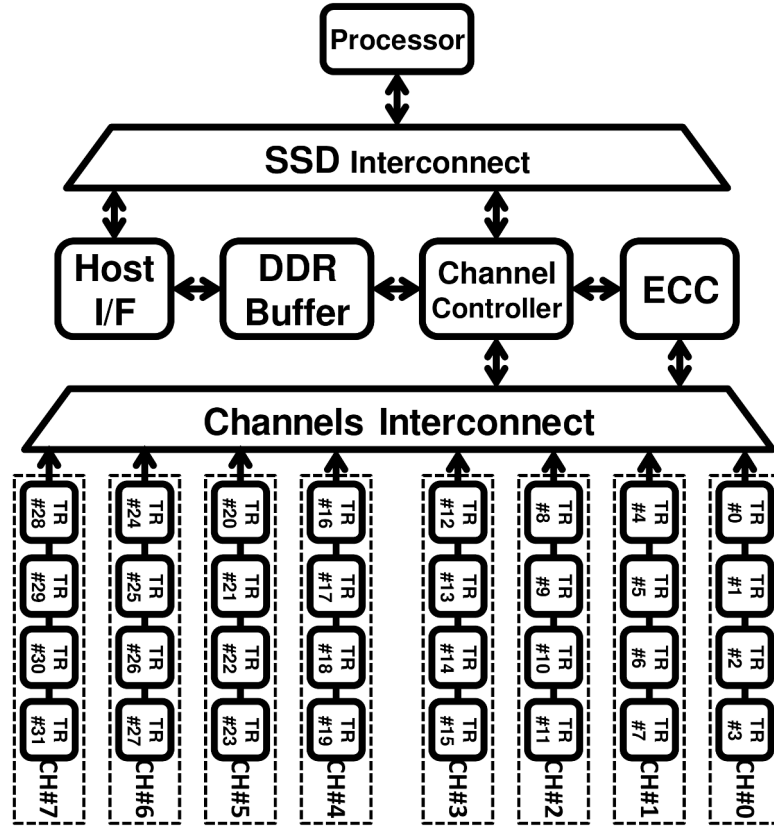 Processor
SSD Interconnect
Host
I/F
DDR
Buffer
Channel
Controller
ECC
Channels Interconnect
TR
#28
TR
#29
TR
#30
TR
#31
CH#7
TR
#24
TR
#25
TR
#26
TR
#27
CH#6
TR
#20
TR
#21
TR
#22
TR
#23
CH#5
TR
#16
TR
#17
TR
#18
TR
#19
CH#4
TR
#12
TR
#13
TR
#14
TR
#15
CH#3
TR
#8
TR
#9
TR
#10
TR
#11
CH#2
TR
#4
TR
#5
TR
#6
TR
#7
CH#1
TR
#0
TR
#1
TR
#2
TR
#3
CH#0